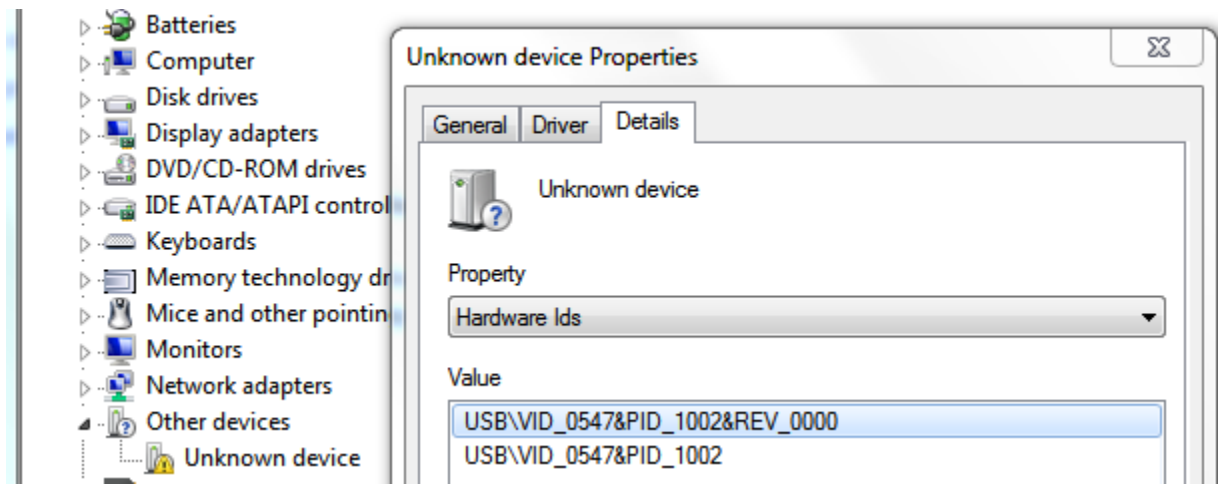 Batteries
Computer
Disk drives
Display adapters
DVD/CD-ROM drives
IDE ATA/ATAPI control
Keyboards
Memory technology dr
Mice and other pointin
Monitors
Network adapters
Other devices
Unknown device
Unknown device Properties
General Driver Details
Unknown device
Property
Hardware Ids
Value
USB\VID_0547&PID_1002&REV_0000
USB\VID_0547&PID_1002